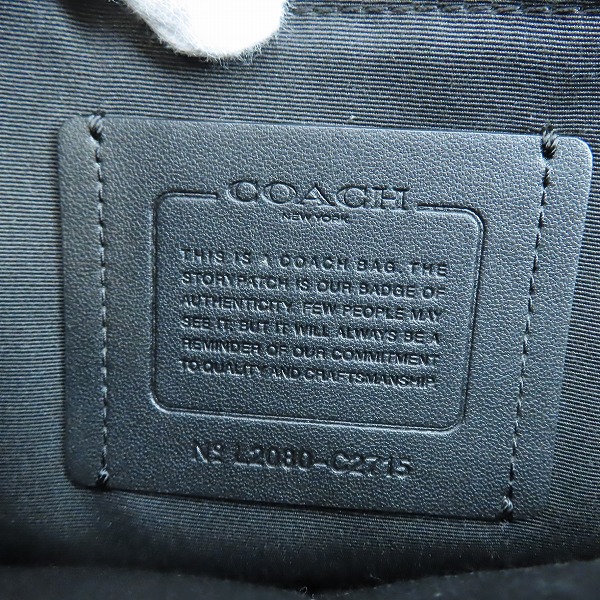 COACH
NEW YORK
THIS IS A COACH BAG. THE
STORYPATCH IS OUR BADGE OF
AUTHENTICITY. FEW PEOPLE MAY
SEE IT, BUT IT WILL ALWAYS BE A
REMINDER OF OUR COMMITMENT
TO QUALITY AND CRAFTSMANSHIP.
Nº L2080-C2715